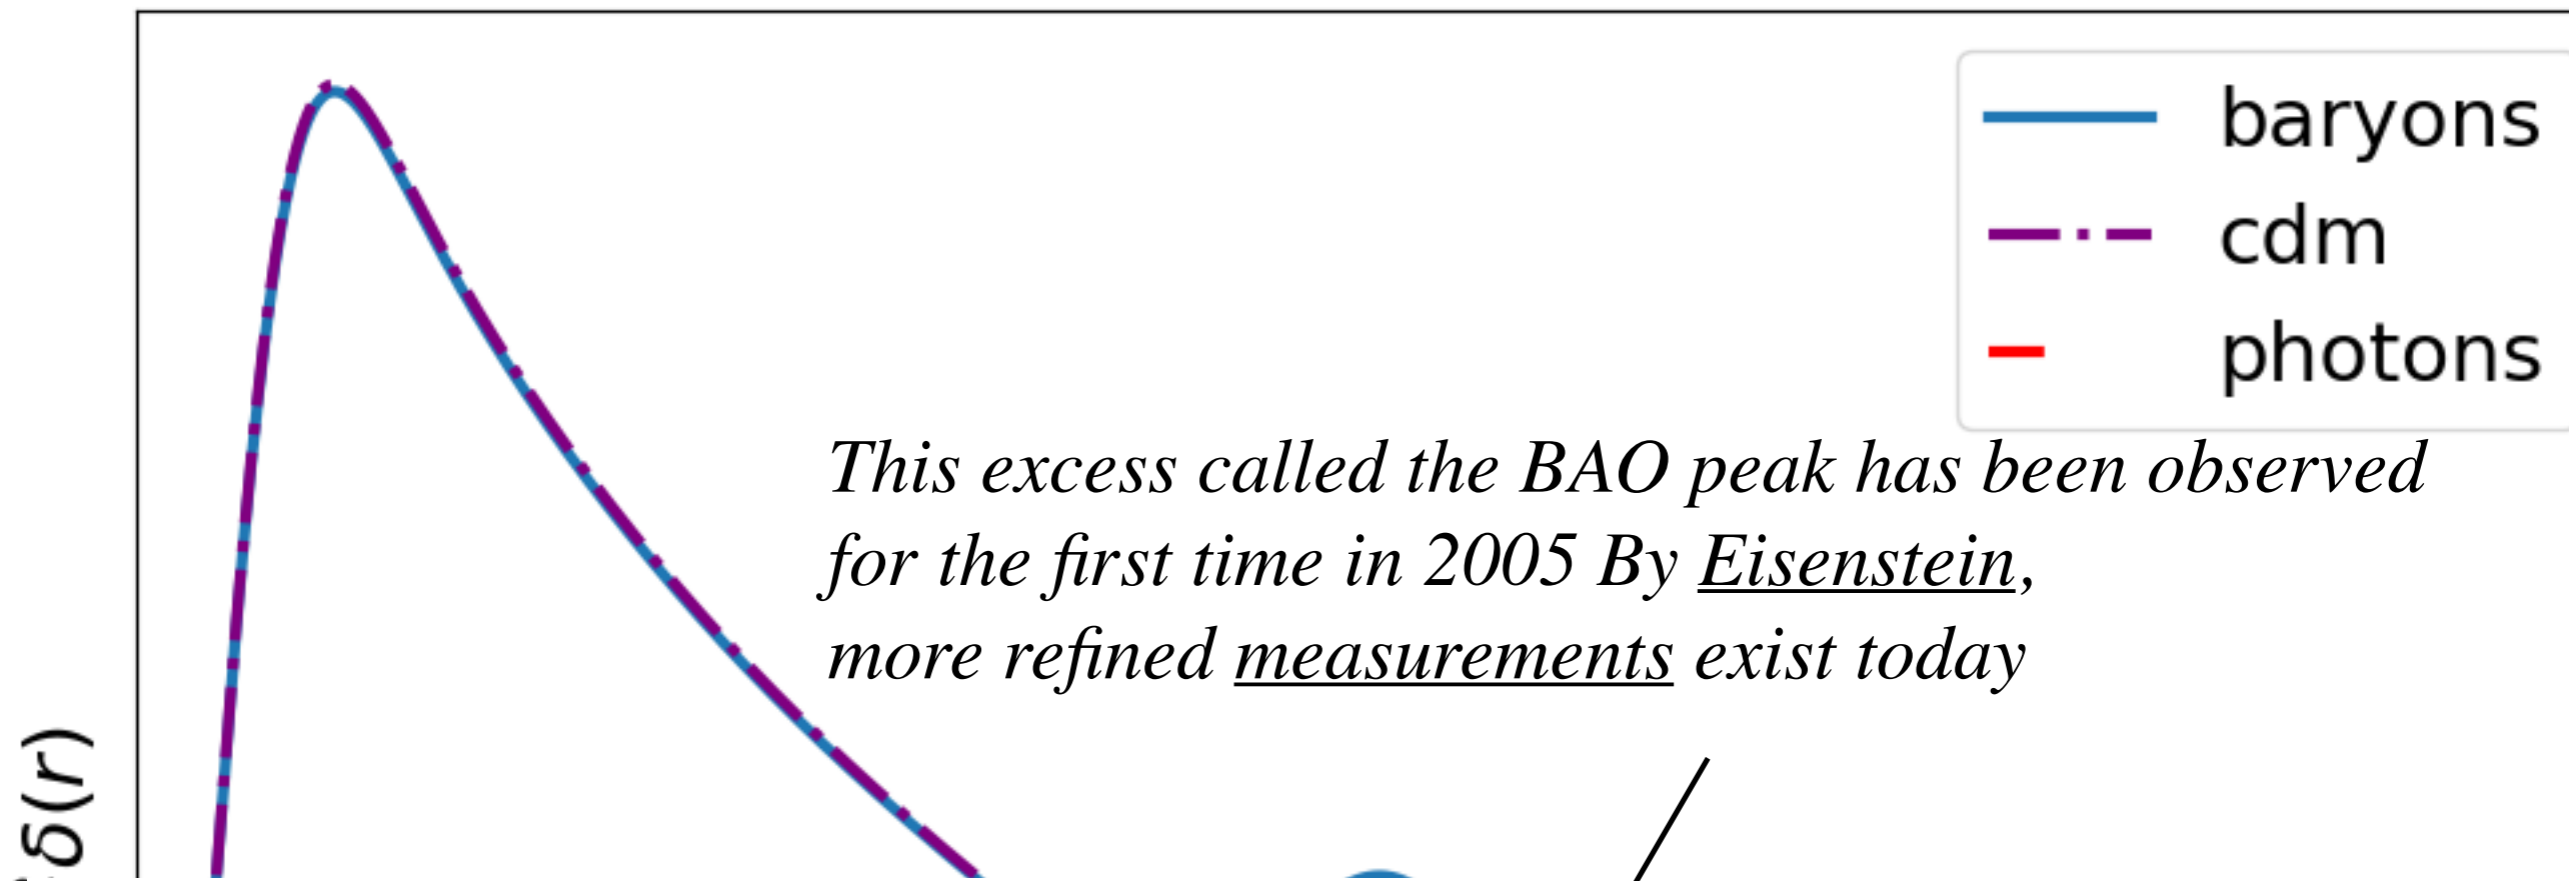 baryons
cdm
photons
This excess called the BAO peak has been observed
for the first time in 2005 By Eisenstein,
more refined measurements exist today
δ(r)